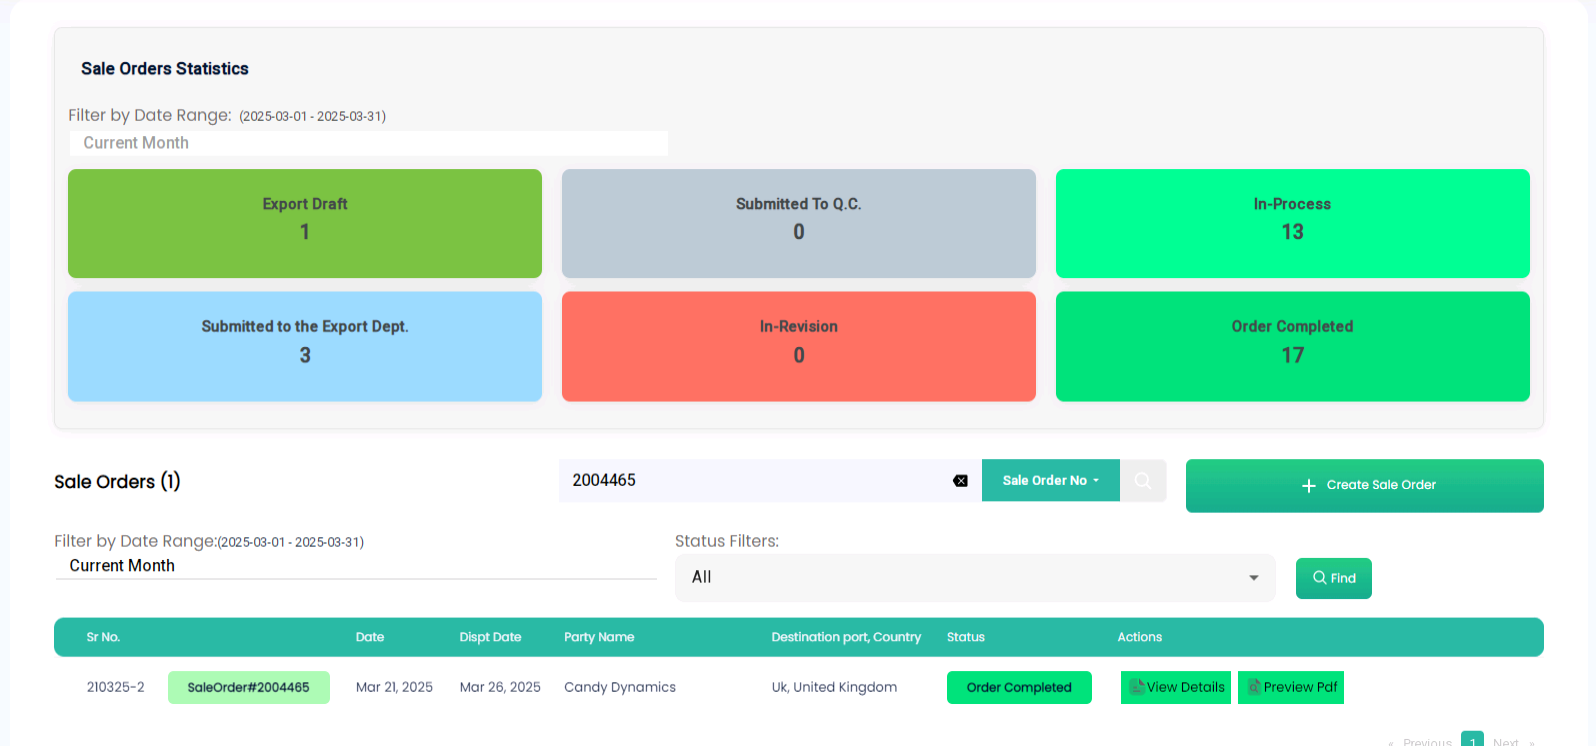 Sale Orders Statistics
Filter by Date Range: (2025-03-01 - 2025-03-31)
Current Month
Export Draft
1
Submitted To Q.C.
0
In-Process
13
Submitted to the Export Dept.
3
In-Revision
0
Order Completed
17
Sale Orders (1)
2004465
Sale Order No
Create Sale Order
Filter by Date Range:(2025-03-01 - 2025-03-31)
Current Month
Status Filters:
All
Find
Sr No. Date Dispt Date Party Name Destination port, Country Status Actions
210325-2 SaleOrder#2004465 Mar 21, 2025 Mar 26, 2025 Candy Dynamics Uk, United Kingdom Order Completed View Details Preview Pdf
« Previous 1 Next »